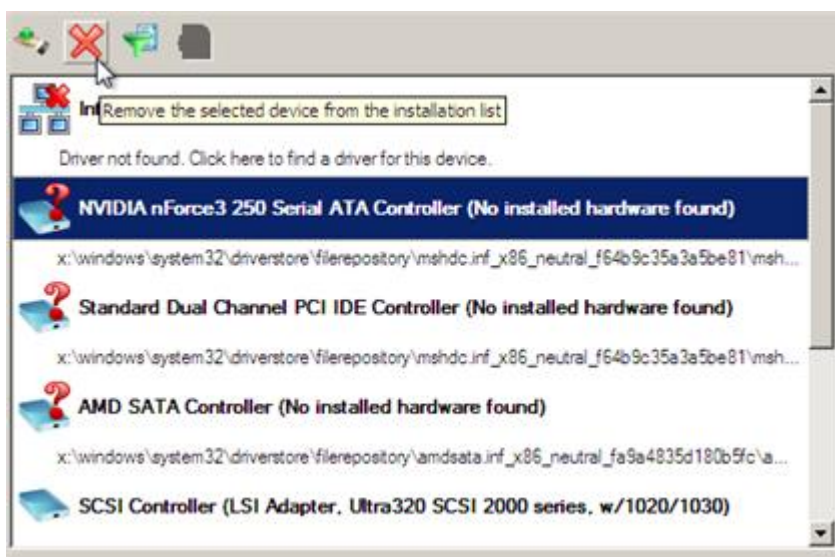 Int
Remove the selected device from the installation list
Driver not found. Click here to find a driver for this device.
NVIDIA nForce3 250 Serial ATA Controller (No installed hardware found)
x:\windows\system32\driverstore\filerepository\mshdc.inf_x86_neutral_f64b9c35a3a5be81\msh...
Standard Dual Channel PCI IDE Controller (No installed hardware found)
x:\windows\system32\driverstore\filerepository\mshdc.inf_x86_neutral_f64b9c35a3a5be81\msh...
AMD SATA Controller (No installed hardware found)
x:\windows\system32\driverstore\filerepository\amdsata.inf_x86_neutral_fa9a4835d180b5fc\a...
SCSI Controller (LSI Adapter, Ultra320 SCSI 2000 series, w/1020/1030)